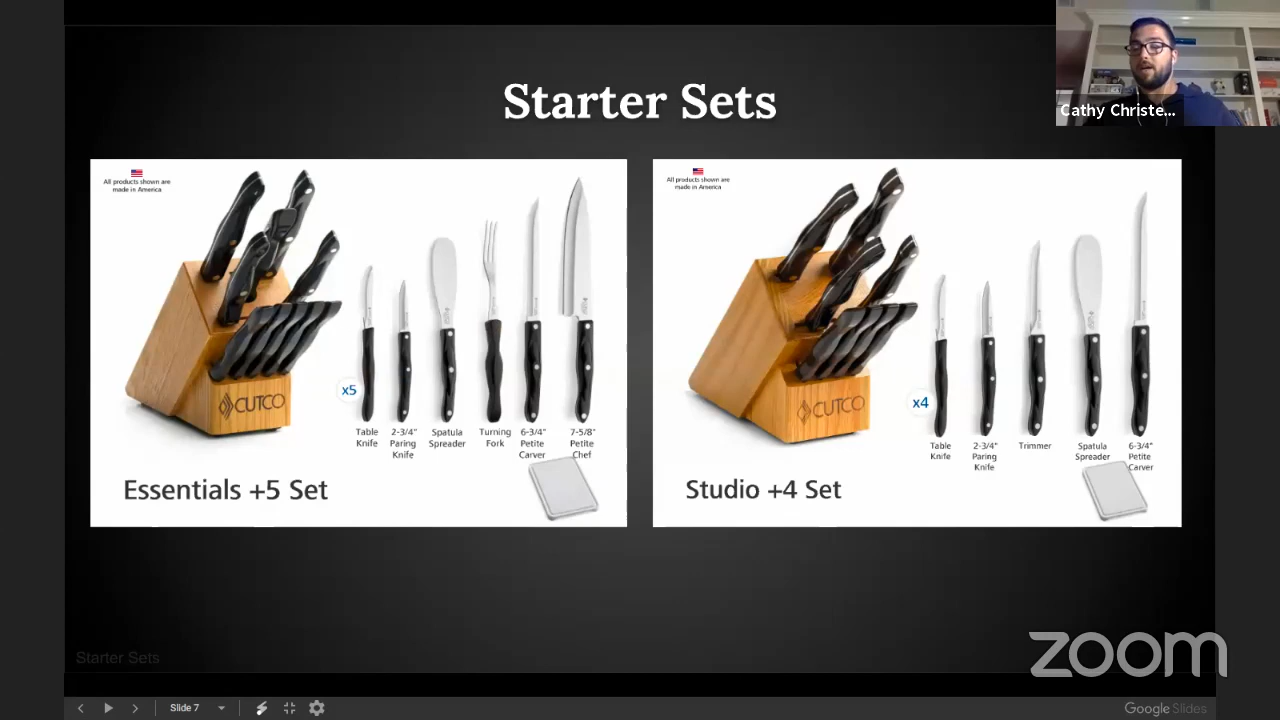 Starter Sets
Cathy Christe...
All products shown are
made in America
CUTCO
x5
Table
Knife
2-3/4"
Paring
Knife
Spatula
Spreader
Turning
Fork
6-3/4"
Petite
Carver
7-5/8"
Petite
Chef
Essentials +5 Set
All products shown are
made in America
CUTCO
x4
Table
Knife
2-3/4"
Paring
Knife
Trimmer
Spatula
Spreader
6-3/4"
Petite
Carver
Studio +4 Set
Starter Sets
zoom
Slide 7
Google Slides